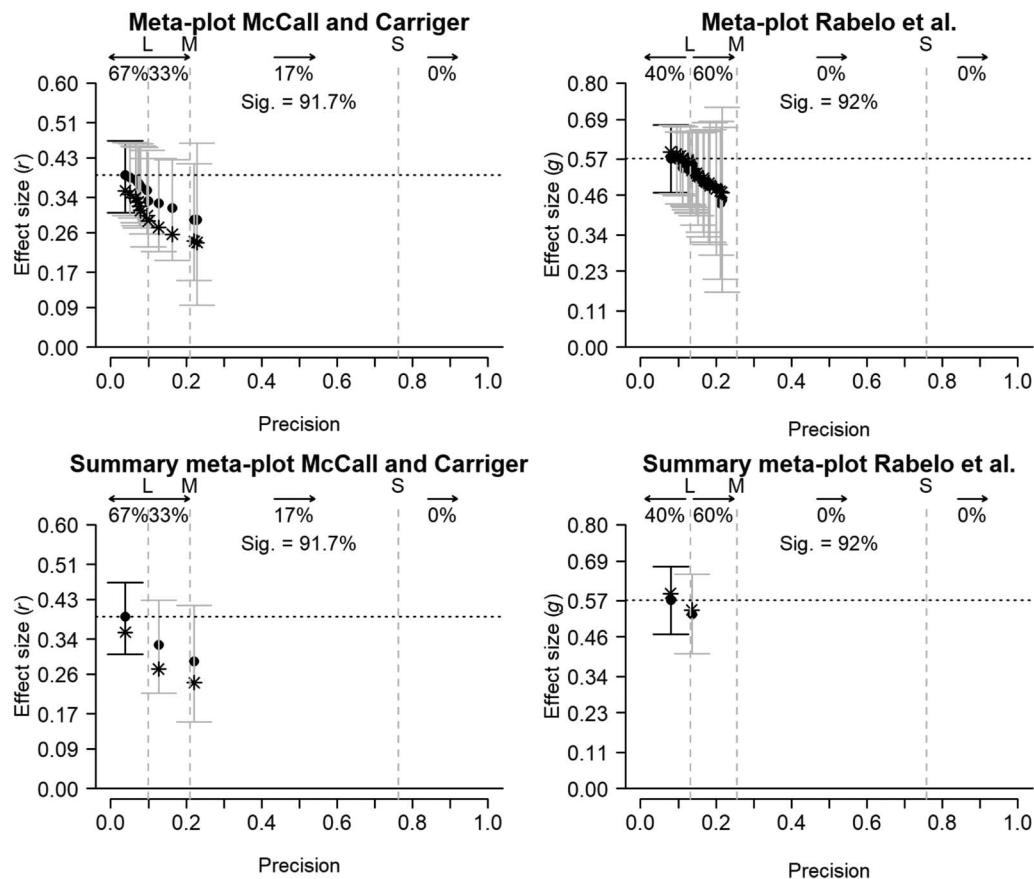 Meta-plot McCall and Carriger
L M S
67% 33% 17% 0%
Sig. = 91.7%
0.60
0.51
0.43
0.34
0.26
0.17
0.09
0.00
Effect size (r)
0.0 0.2 0.4 0.6 0.8 1.0
Precision
Meta-plot Rabelo et al.
L M S
40% 60% 0% 0%
Sig. = 92%
0.80
0.69
0.57
0.46
0.34
0.23
0.11
0.00
Effect size (g)
0.0 0.2 0.4 0.6 0.8 1.0
Precision
Summary meta-plot McCall and Carriger
L M S
67% 33% 17% 0%
Sig. = 91.7%
0.60
0.51
0.43
0.34
0.26
0.17
0.09
0.00
Effect size (r)
0.0 0.2 0.4 0.6 0.8 1.0
Precision
Summary meta-plot Rabelo et al.
L M S
40% 60% 0% 0%
Sig. = 92%
0.80
0.69
0.57
0.46
0.34
0.23
0.11
0.00
Effect size (g)
0.0 0.2 0.4 0.6 0.8 1.0
Precision